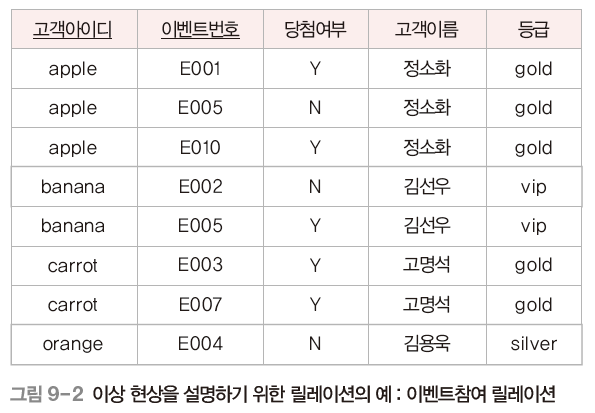 고객아이디 이벤트번호 당첨여부 고객이름 등급
apple E001 Y 정소화 gold
apple E005 N 정소화 gold
apple E010 Y 정소화 gold
banana E002 N 김선우 vip
banana E005 Y 김선우 vip
carrot E003 Y 고명석 gold
carrot E007 Y 고명석 gold
orange E004 N 김용욱 silver
그림 9-2 이상 현상을 설명하기 위한 릴레이션의 예 : 이벤트참여 릴레이션